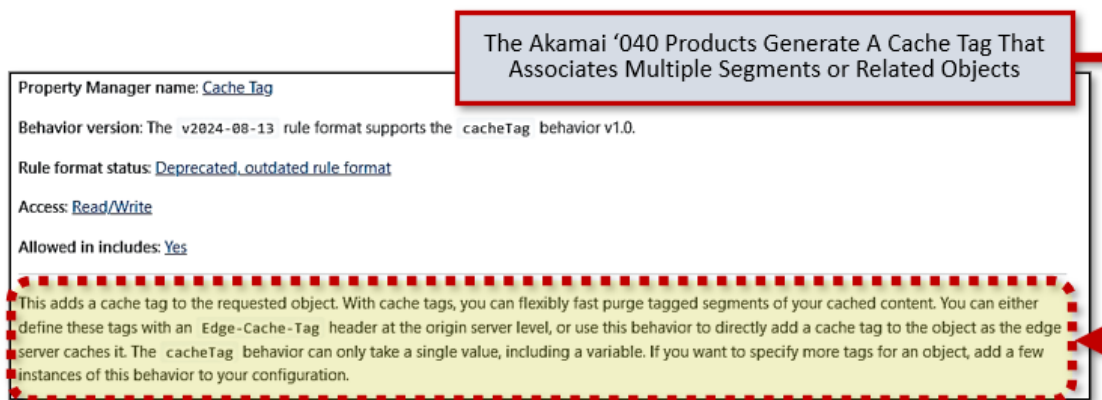 The Akamai ‘040 Products Generate A Cache Tag That
Associates Multiple Segments or Related Objects
Property Manager name: Cache Tag
Behavior version: The v2024-08-13 rule format supports the cacheTag behavior v1.0.
Rule format status: Deprecated, outdated rule format
Access: Read/Write
Allowed in includes: Yes
This adds a cache tag to the requested object. With cache tags, you can flexibly fast purge tagged segments of your cached content. You can either
define these tags with an Edge-Cache-Tag header at the origin server level, or use this behavior to directly add a cache tag to the object as the edge
server caches it. The cacheTag behavior can only take a single value, including a variable. If you want to specify more tags for an object, add a few
instances of this behavior to your configuration.